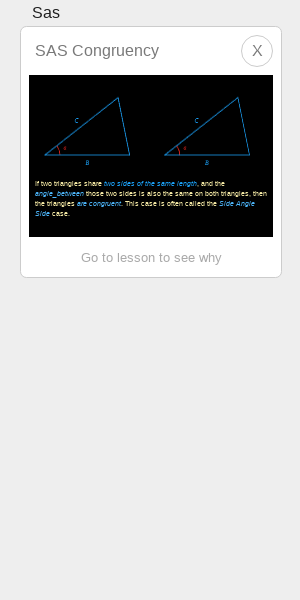 Sas
SAS Congruency
X
C
C
B
B
If two triangles share two sides of the same length, and the
angle_between those two sides is also the same on both triangles, then
the triangles are congruent. This case is often called the Side Angle
Side case.
Go to lesson to see why